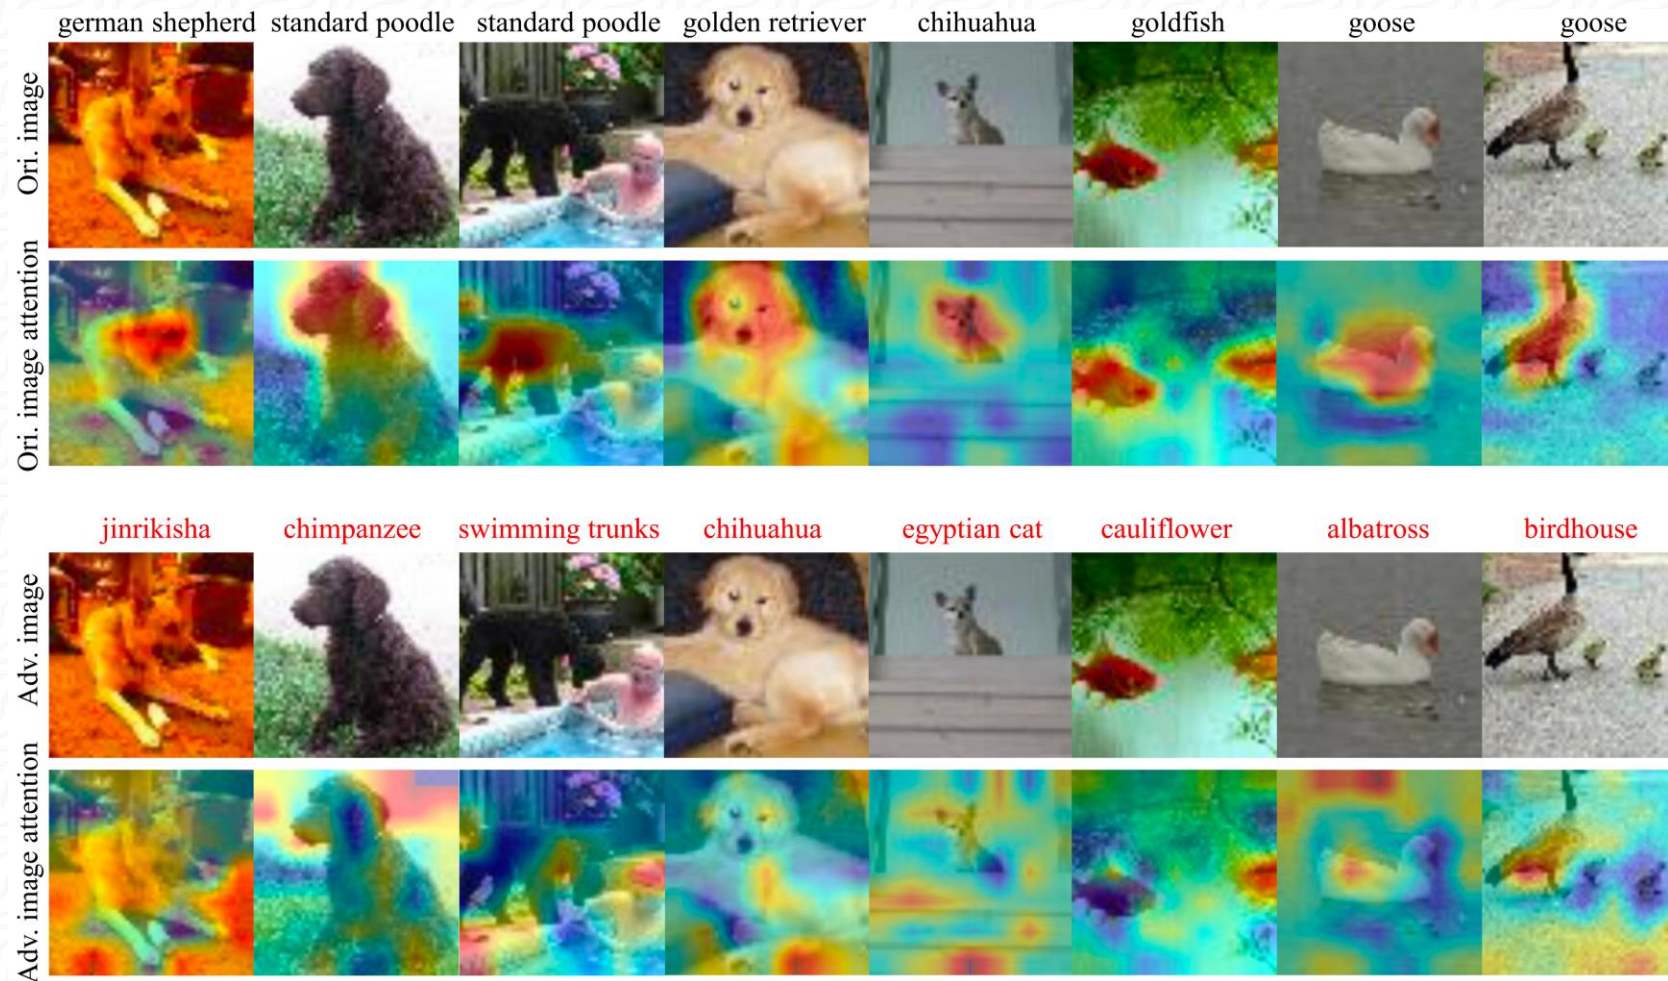 german shepherd standard poodle standard poodle golden retriever chihuahua goldfish goose goose
Ori. image
Ori. image attention
jinrikisha chimpanzee swimming trunks chihuahua egyptian cat cauliflower albatross birdhouse
Adv. image
Adv. image attention